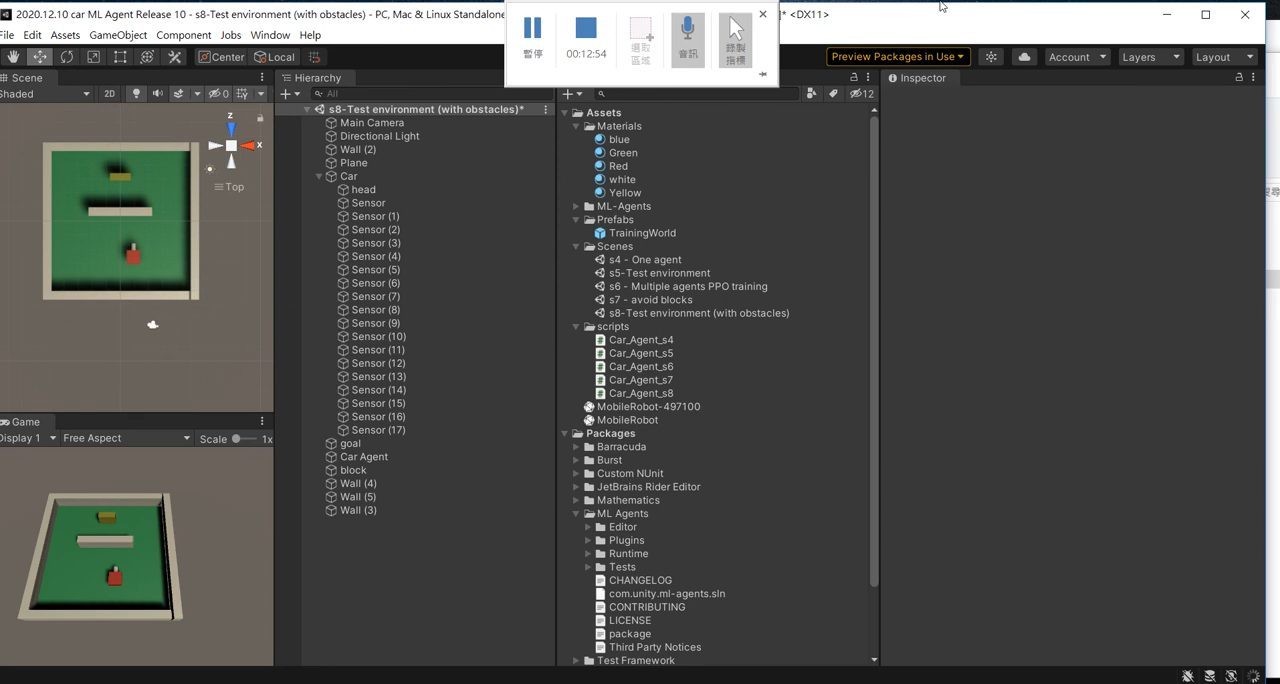 2020.12.10 car ML Agent Release 10 - s8-Test environment (with obstacles) - PC, Mac & Linux Standalone
]* <DX11>
File Edit Assets GameObject Component Jobs Window Help
暫停
00:12:54
選取
區域
音訊
錄製
指標
Center Local
Preview Packages in Use
Account Layers Layout
Scene
Shaded 2D 0
Z
X
Top
Game
Display 1 Free Aspect Scale 1x
Hierarchy
All
s8-Test environment (with obstacles)*
Main Camera
Directional Light
Wall (2)
Plane
Car
head
Sensor
Sensor (1)
Sensor (2)
Sensor (3)
Sensor (4)
Sensor (5)
Sensor (6)
Sensor (7)
Sensor (8)
Sensor (9)
Sensor (10)
Sensor (11)
Sensor (12)
Sensor (13)
Sensor (14)
Sensor (15)
Sensor (16)
Sensor (17)
goal
Car Agent
block
Wall (4)
Wall (5)
Wall (3)
12
Assets
Materials
blue
Green
Red
white
Yellow
ML-Agents
Prefabs
TrainingWorld
Scenes
s4 - One agent
s5-Test environment
s6 - Multiple agents PPO training
s7 - avoid blocks
s8-Test environment (with obstacles)
scripts
Car_Agent_s4
Car_Agent_s5
Car_Agent_s6
Car_Agent_s7
Car_Agent_s8
MobileRobot-497100
MobileRobot
Packages
Barracuda
Burst
Custom NUnit
JetBrains Rider Editor
Mathematics
ML Agents
Editor
Plugins
Runtime
Tests
CHANGELOG
com.unity.ml-agents.sln
CONTRIBUTING
LICENSE
package
Third Party Notices
Test Framework
Inspector